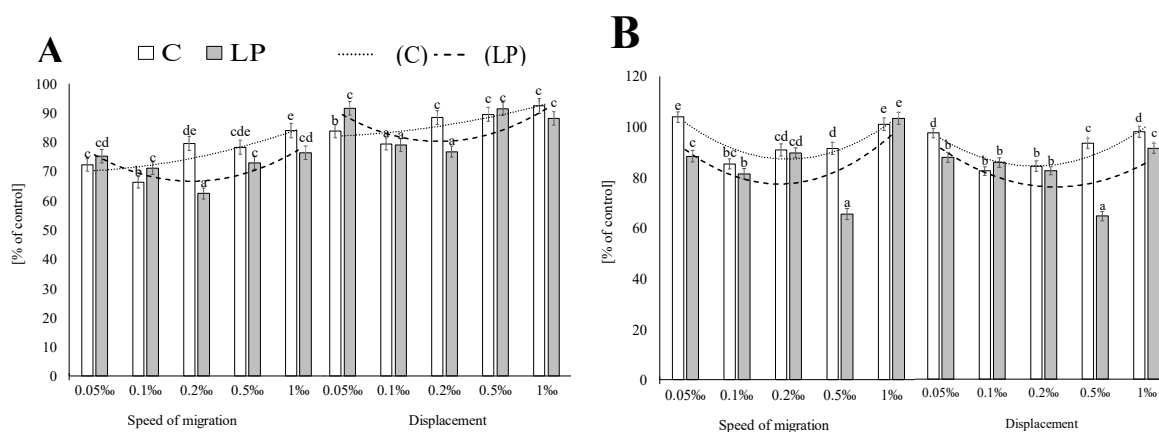 A
C LP (C) (LP)
B
[% of control]
100
90
80
70
60
50
40
30
20
10
0
c cd b c de a cde c e cd b c a a c a c c c c
0.05‰ 0.1‰ 0.2‰ 0.5‰ 1‰ 0.05‰ 0.1‰ 0.2‰ 0.5‰ 1‰
Speed of migration Displacement
[% of control]
120
100
80
60
40
20
0
e c bc b cd cd d a e e d b b b b b c a d c
0.05‰ 0.1‰ 0.2‰ 0.5‰ 1‰ 0.05‰ 0.1‰ 0.2‰ 0.5‰ 1‰
Speed of migration Displacement